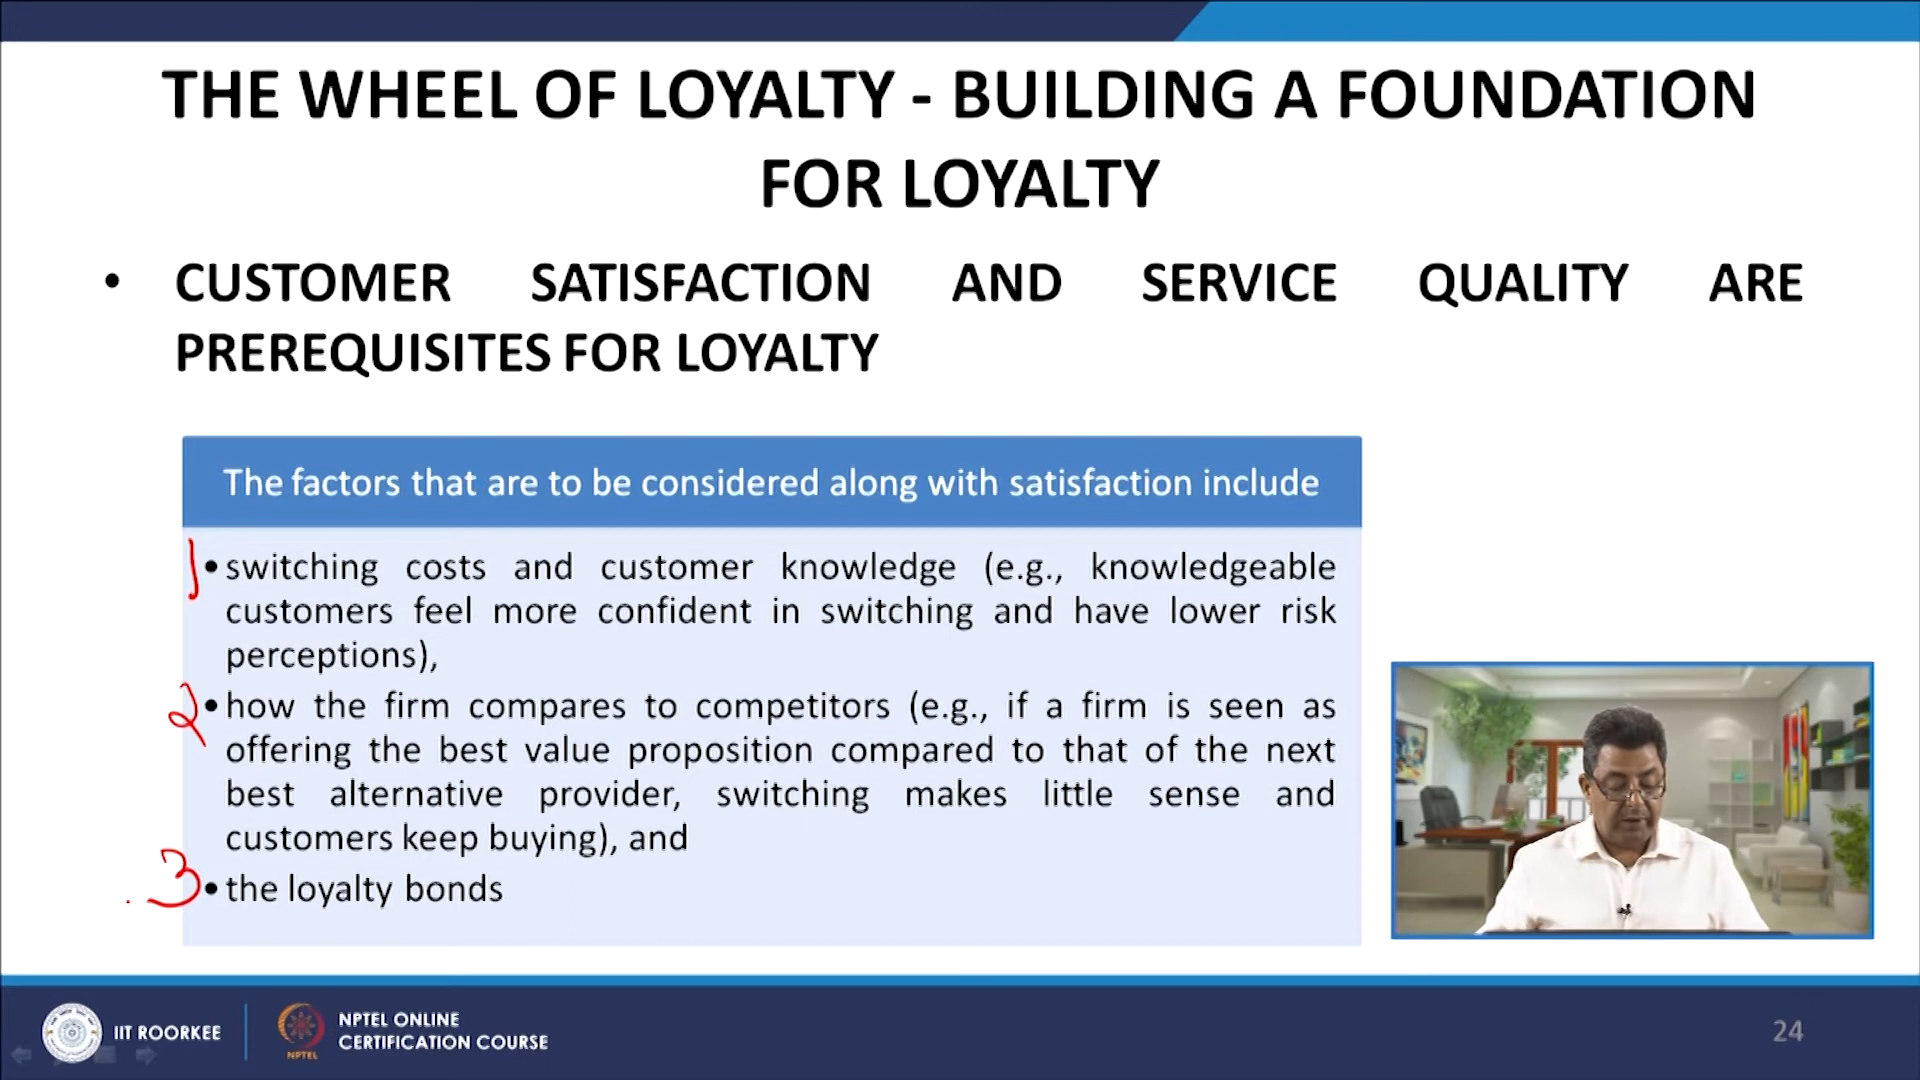 THE WHEEL OF LOYALTY - BUILDING A FOUNDATION
FOR LOYALTY
• CUSTOMER SATISFACTION AND SERVICE QUALITY ARE
PREREQUISITES FOR LOYALTY
The factors that are to be considered along with satisfaction include
1 • switching costs and customer knowledge (e.g., knowledgeable
customers feel more confident in switching and have lower risk
perceptions),
2 • how the firm compares to competitors (e.g., if a firm is seen as
offering the best value proposition compared to that of the next
best alternative provider, switching makes little sense and
customers keep buying), and
3 • the loyalty bonds
IIT ROORKEE
NPTEL
NPTEL ONLINE
CERTIFICATION COURSE
24